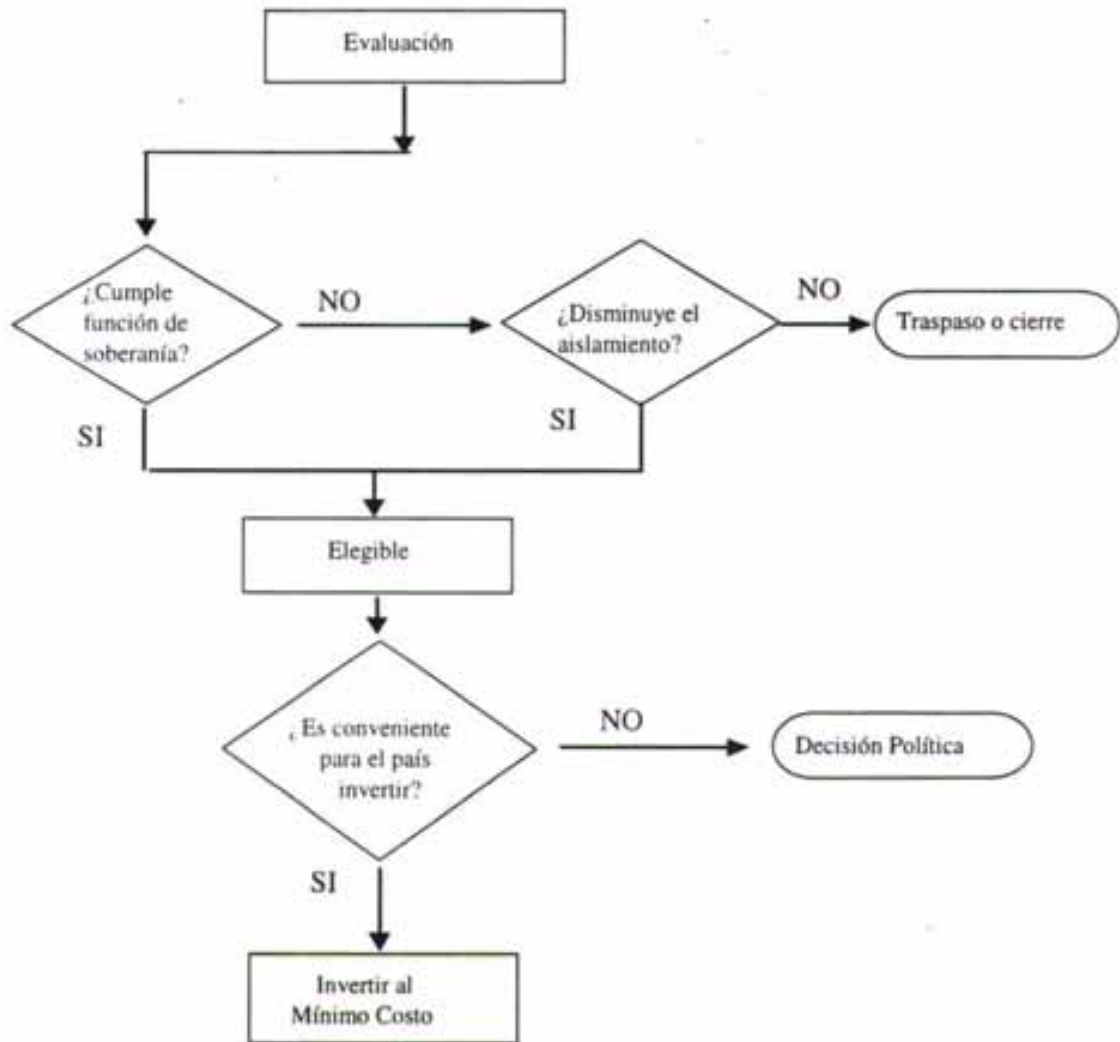 Evaluación
¿Cumple
función de
soberanía?
NO
¿Disminuye el
aislamiento?
NO
Traspaso o cierre
SI
SI
Elegible
¿Es conveniente
para el país
invertir?
NO
Decisión Política
SI
Invertir al
Mínimo Costo